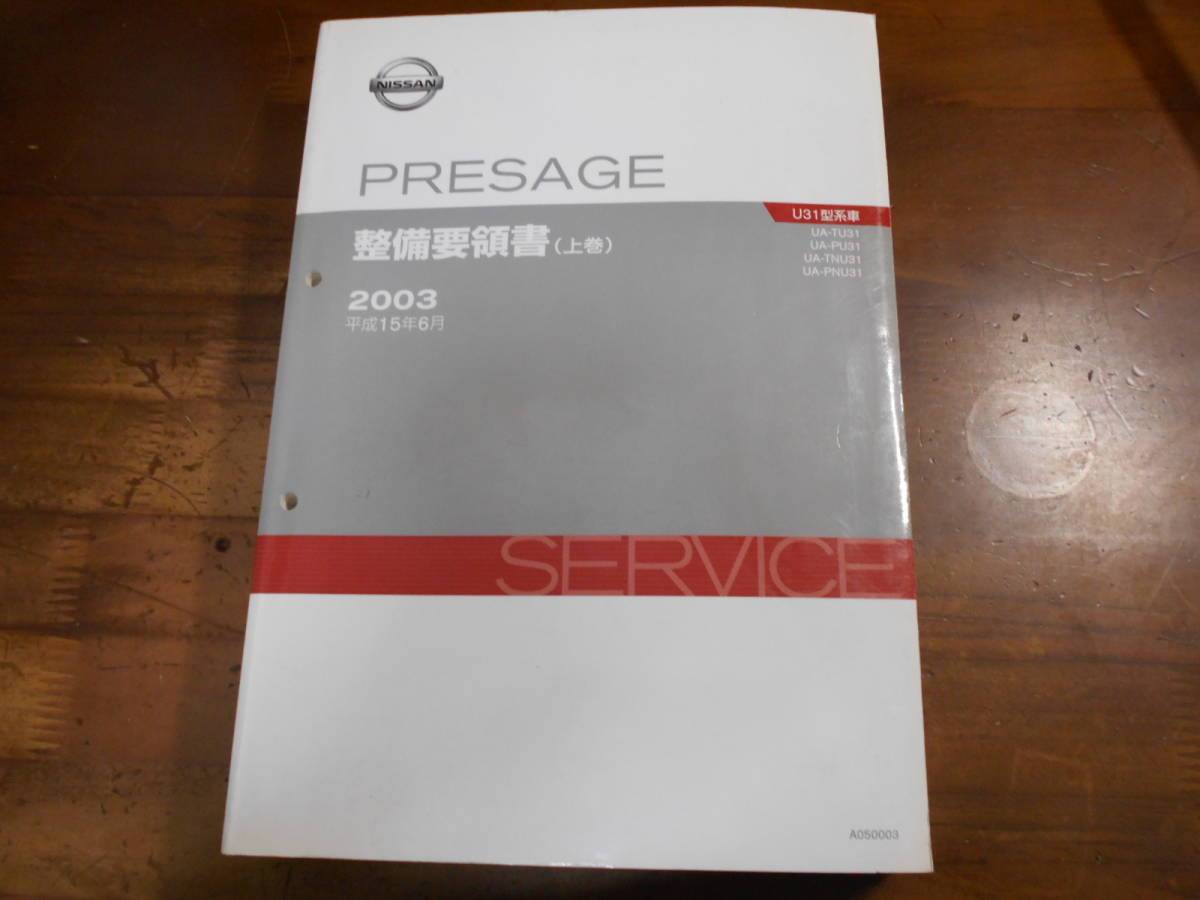 NISSAN
PRESAGE
U31型系車
UA-TU31
UA-PU31
UA-TNU31
UA-PNU31
整備要領書(上巻)
2003
平成15年6月
SERVICE
A050003